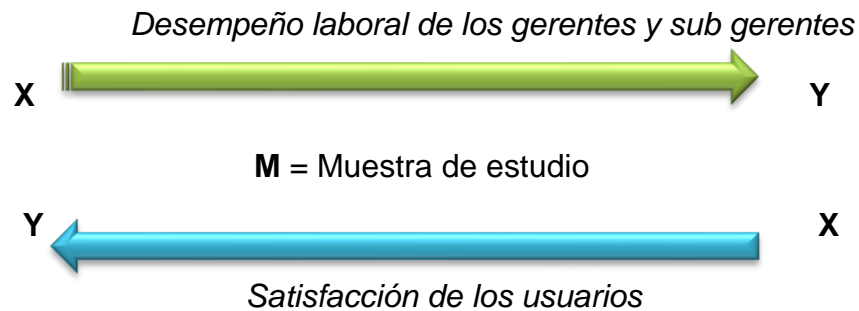 Desempeño laboral de los gerentes y sub gerentes
X Y
M = Muestra de estudio
Y X
Satisfacción de los usuarios